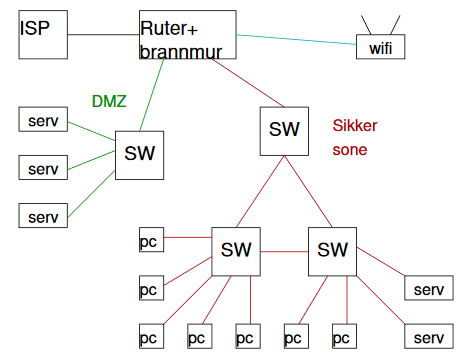 ISP
Ruter+
brannmur
wifi
DMZ
serv
SW
SW
Sikker
sone
serv
serv
pc
SW
SW
pc
serv
pc
pc
pc
pc
pc
serv